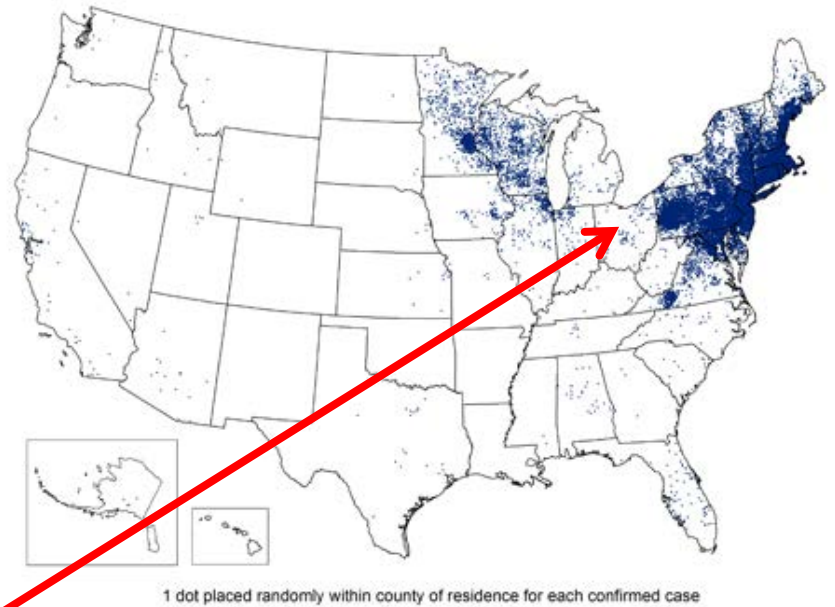 1 dot placed randomly within county of residence for each confirmed case